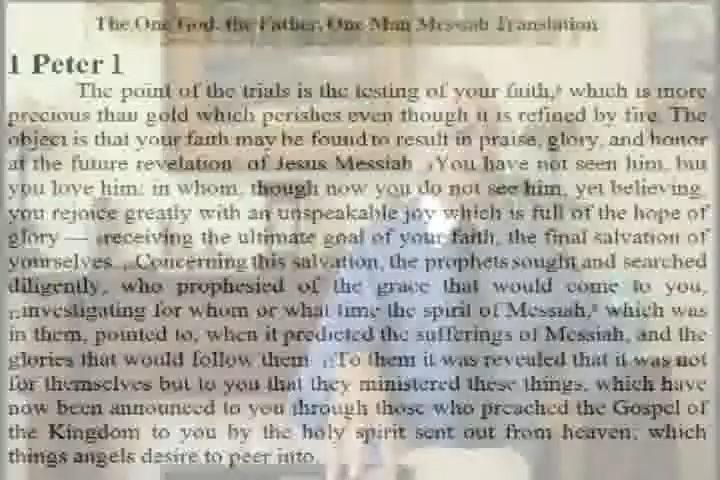 The One God, the Father, One Man Messiah Translation
1 Peter 1
The point of the trials is the testing of your faith, which is more
precious than gold which perishes even though it is refined by fire. The
object is that your faith may be found to result in praise, glory, and honor
at the future revelation of Jesus Messiah. You have not seen him, but
you love him; in whom, though now you do not see him, yet believing,
you rejoice greatly with an unspeakable joy which is full of the hope of
glory — receiving the ultimate goal of your faith, the final salvation of
yourselves. Concerning this salvation, the prophets sought and searched
diligently, who prophesied of the grace that would come to you,
investigating for whom or what time the spirit of Messiah, which was
in them, pointed to, when it predicted the sufferings of Messiah, and the
glories that would follow them. To them it was revealed that it was not
for themselves but to you that they ministered these things, which have
now been announced to you through those who preached the Gospel of
the Kingdom to you by the holy spirit sent out from heaven; which
things angels desire to peer into.